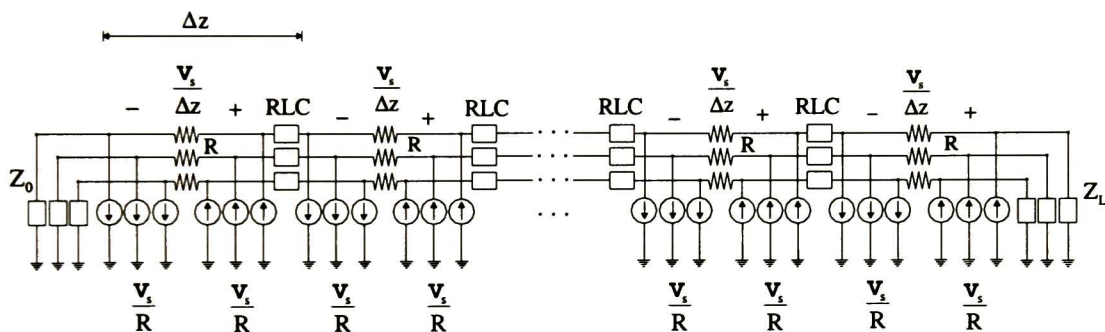 Δz
v_s/Δz v_s/Δz v_s/Δz v_s/Δz
− + RLC − + RLC RLC − + RLC − +
R R R R
. . .
. . .
. . .
Z₀ . . . Z_L
v_s/R v_s/R v_s/R v_s/R v_s/R v_s/R v_s/R v_s/R